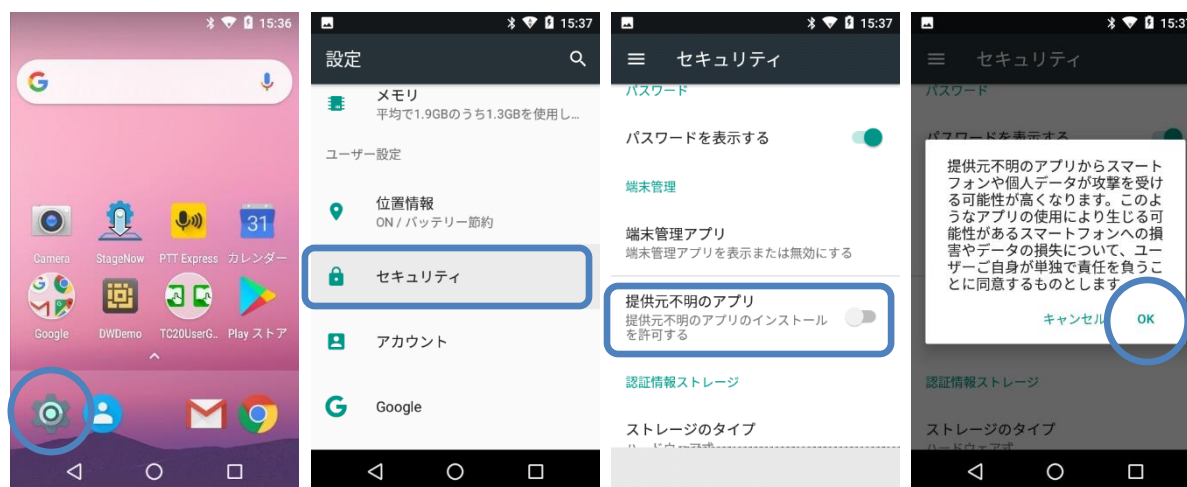 15:36
Camera
StageNow
PTT Express
31
カレンダー
Google
DWDemo
TC20UserG..
Play ストア
15:37
設定
メモリ
平均で1.9GBのうち1.3GBを使用し...
ユーザー設定
位置情報
ON / バッテリー節約
セキュリティ
アカウント
Google
15:37
セキュリティ
パスワード
パスワードを表示する
端末管理
端末管理アプリ
端末管理アプリを表示または無効にする
提供元不明のアプリ
提供元不明のアプリのインストール
を許可する
認証情報ストレージ
ストレージのタイプ
15:37
セキュリティ
パスワード
パスワードを表示する
提供元不明のアプリからスマート
フォンや個人データが攻撃を受け
る可能性が高くなります。このよ
うなアプリの使用により生じる可
能性があるスマートフォンへの損
害やデータの損失について、ユー
ザーご自身が単独で責任を負うこ
とに同意するものとします
キャンセル
OK
認証情報ストレージ
ストレージのタイプ
ハードウェア式